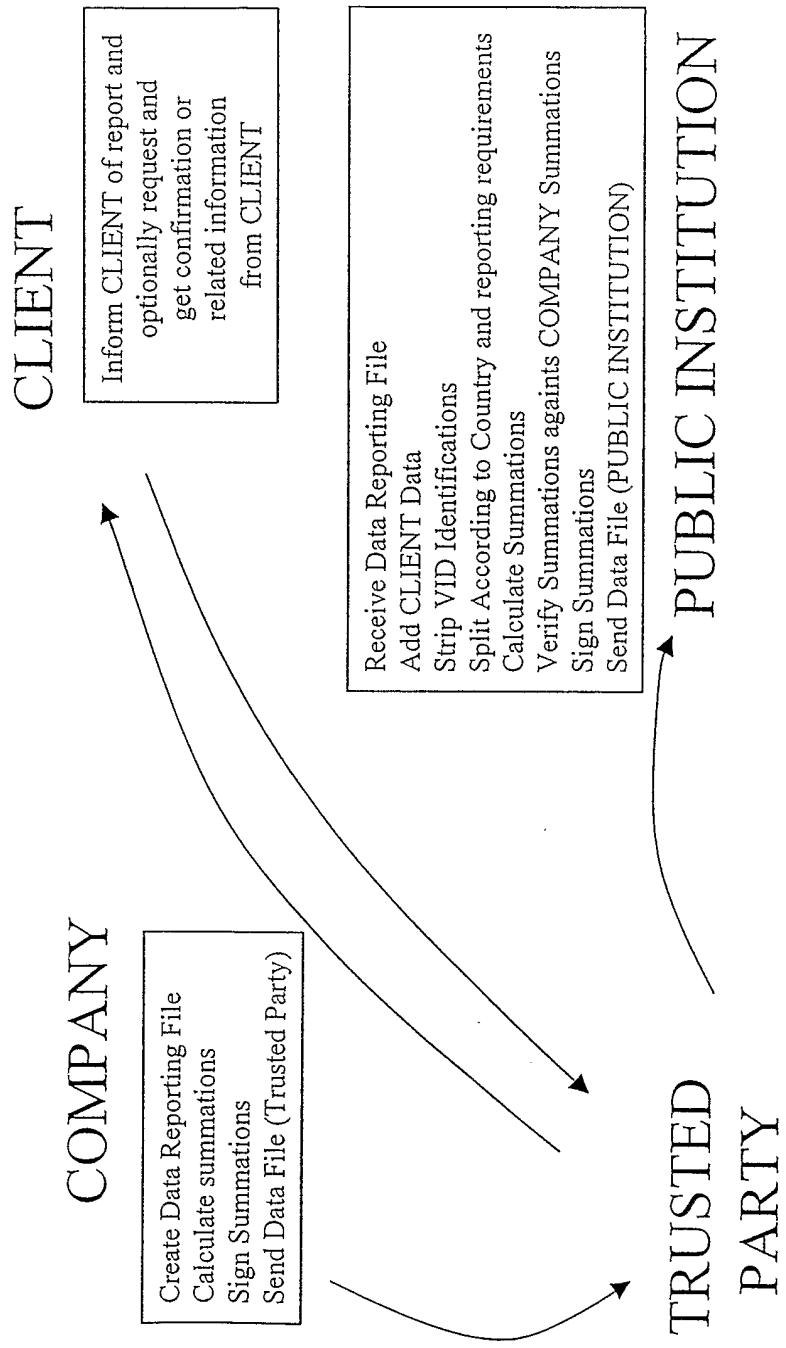 COMPANY
Create Data Reporting File
Calculate summations
Sign Summations
Send Data File (Trusted Party)
CLIENT
Inform CLIENT of report and
optionally request and
get confirmation or
related information
from CLIENT
Receive Data Reporting File
Add CLIENT Data
Strip VID Identifications
Split According to Country and reporting requirements
Calculate Summations
Verify Summations againts COMPANY Summations
Sign Summations
Send Data File (PUBLIC INSTITUTION)
TRUSTED
PARTY
PUBLIC INSTITUTION